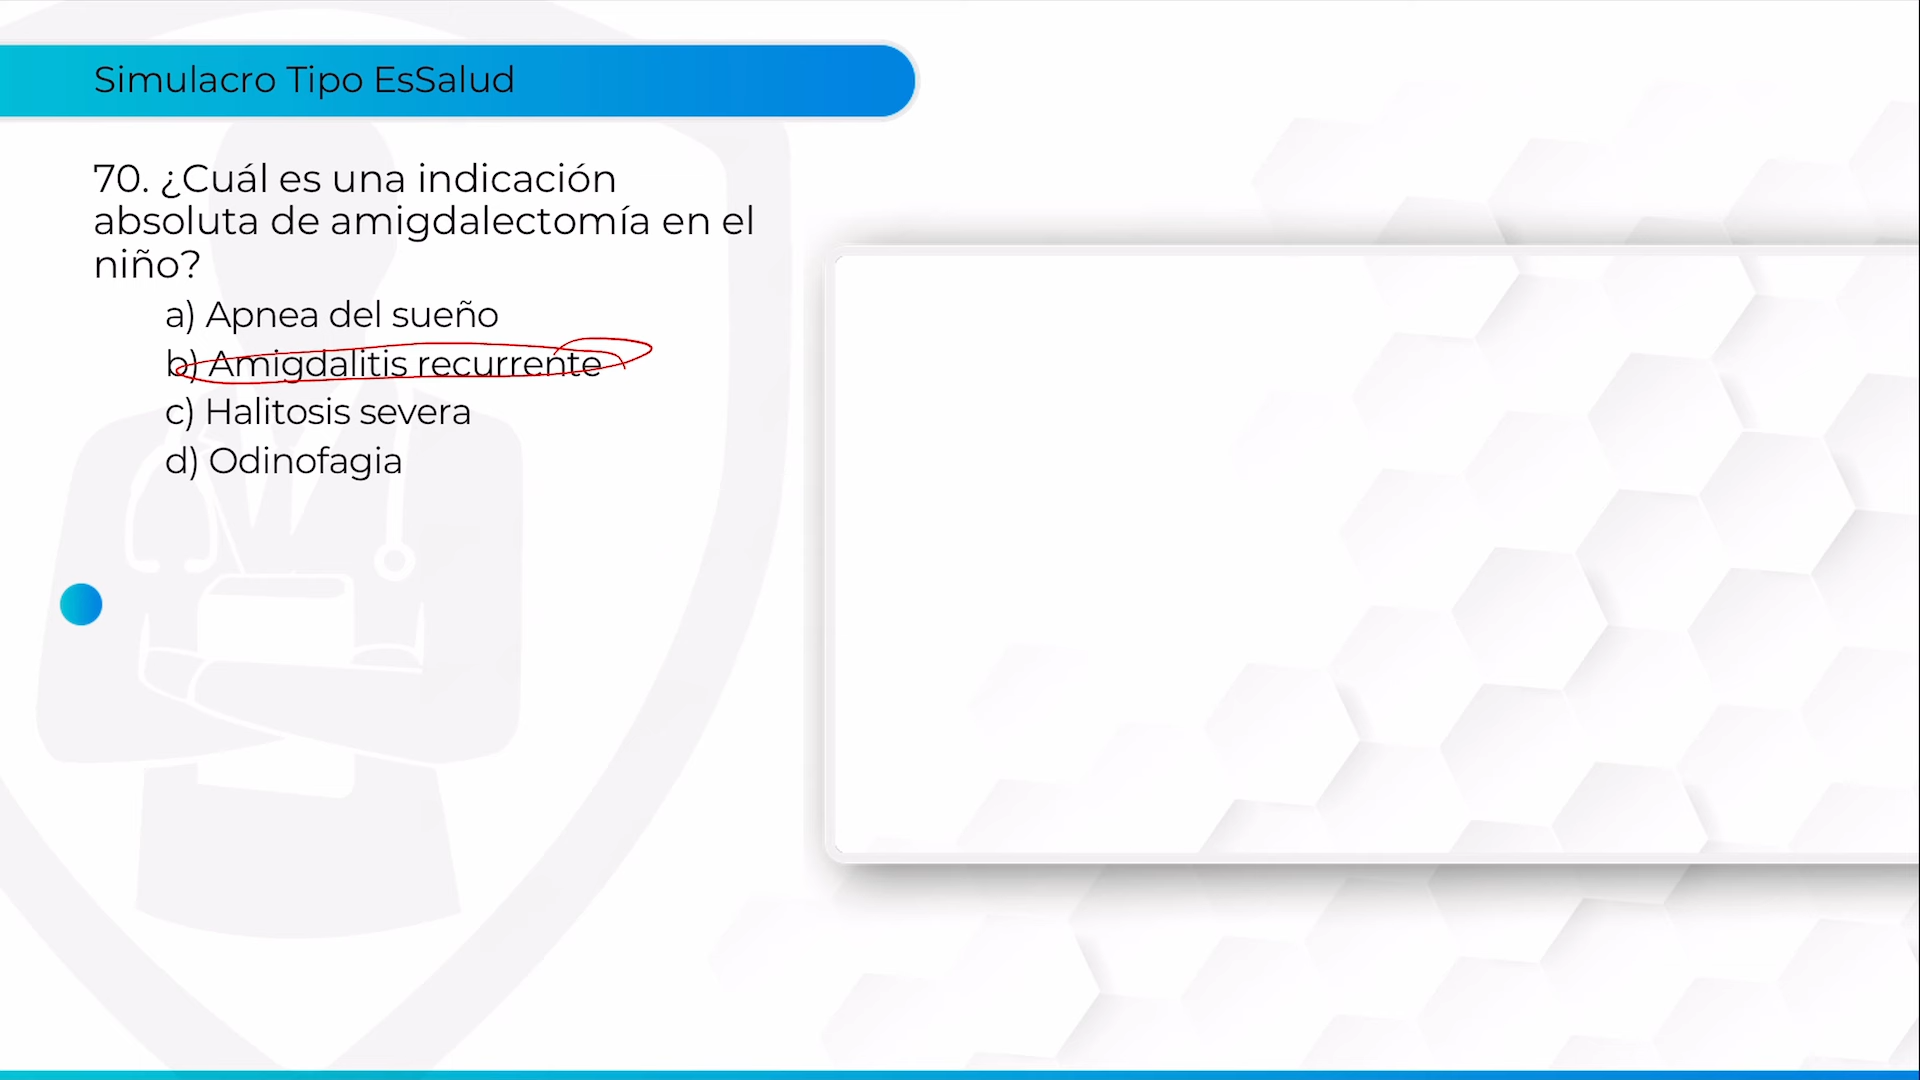 Simulacro Tipo EsSalud
70. ¿Cuál es una indicación
absoluta de amigdalectomía en el
niño?
a) Apnea del sueño
b) Amigdalitis recurrente
c) Halitosis severa
d) Odinofagia